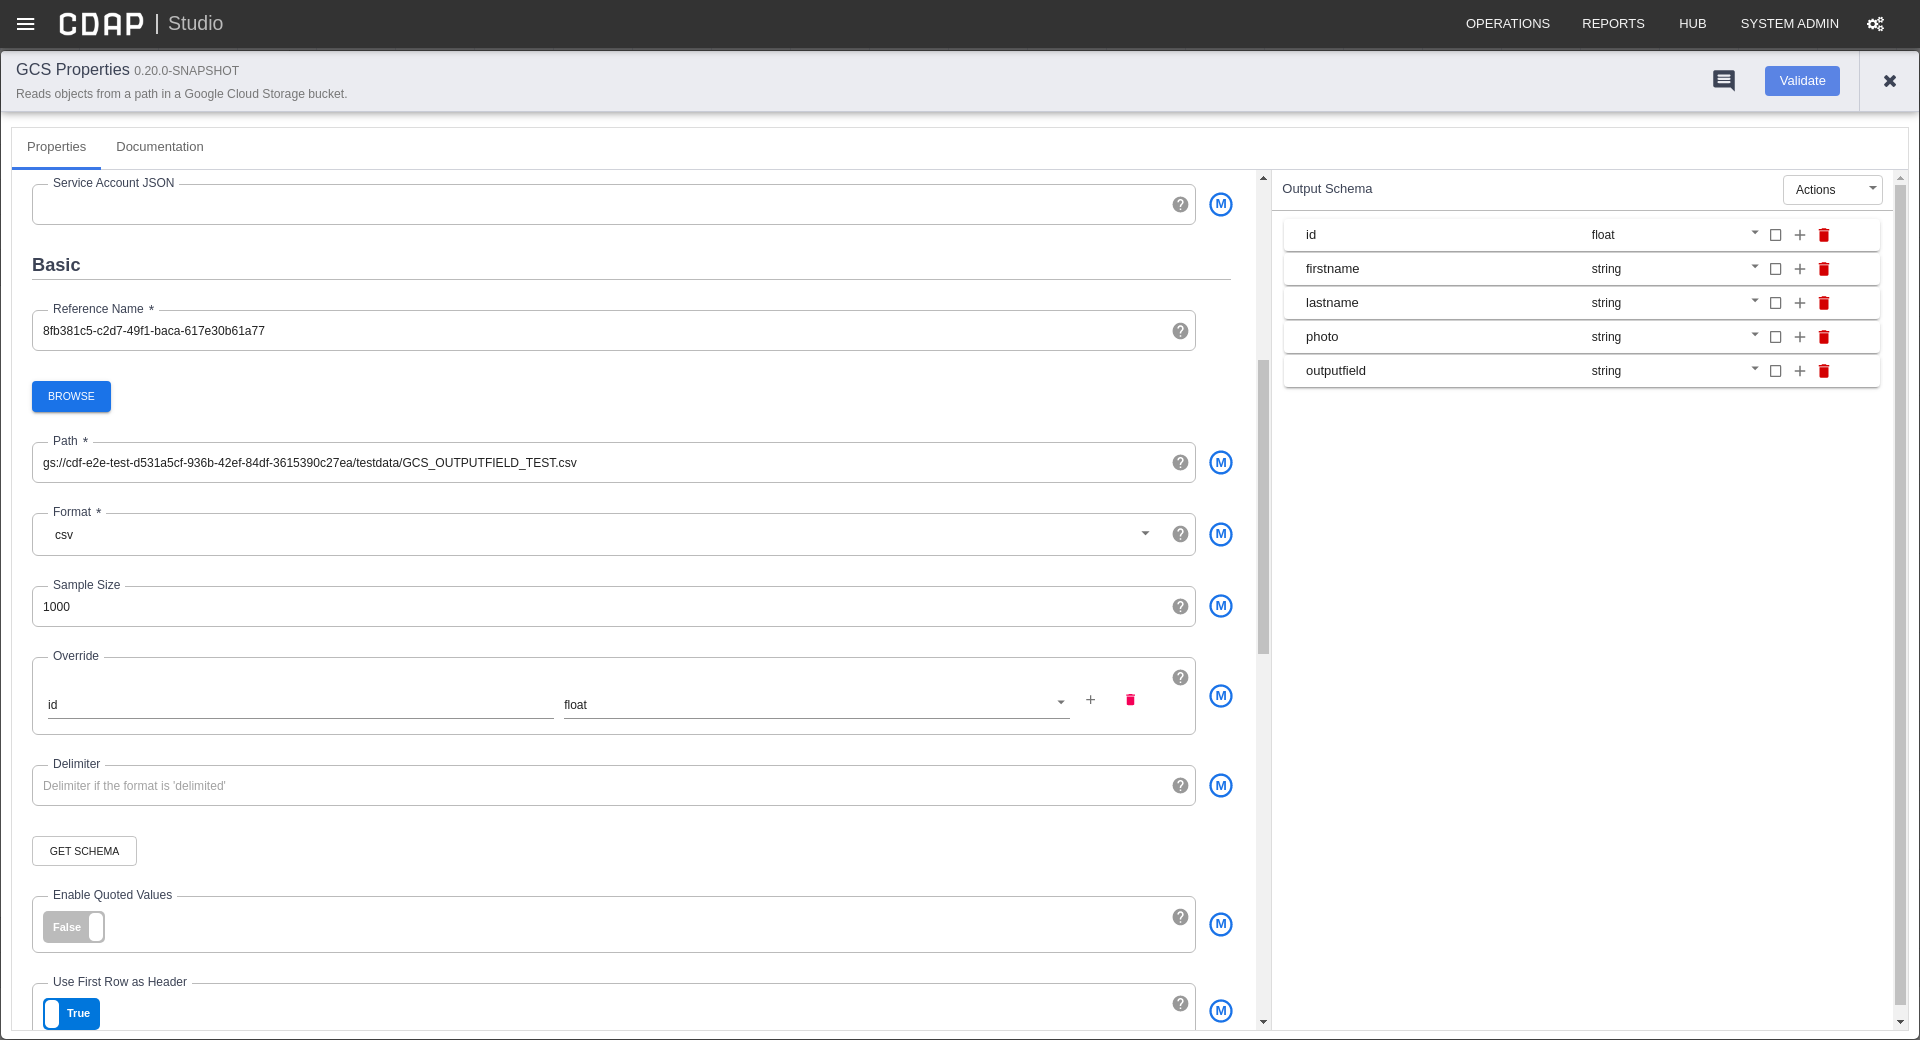 CDAP | Studio
OPERATIONS REPORTS HUB SYSTEM ADMIN
GCS Properties 0.20.0-SNAPSHOT
Reads objects from a path in a Google Cloud Storage bucket.
Validate
Properties Documentation
Service Account JSON
M
Basic
Reference Name *
8fb381c5-c2d7-49f1-baca-617e30b61a77
BROWSE
Path *
gs://cdf-e2e-test-d531a5cf-936b-42ef-84df-3615390c27ea/testdata/GCS_OUTPUTFIELD_TEST.csv
M
Format *
csv
M
Sample Size
1000
M
Override
id float
M
Delimiter
Delimiter if the format is 'delimited'
M
GET SCHEMA
Enable Quoted Values
False
M
Use First Row as Header
True
M
Output Schema
Actions
id float
firstname string
lastname string
photo string
outputfield string